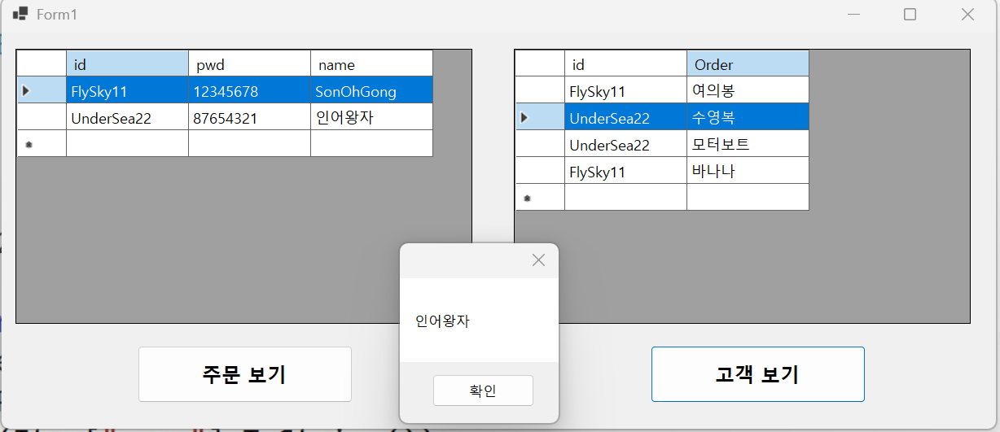 Form1
id pwd name
FlySky11 12345678 SonOhGong
UnderSea22 87654321 인어왕자
id Order
FlySky11 여의봉
UnderSea22 수영복
UnderSea22 모터보트
FlySky11 바나나
인어왕자
확인
주문 보기
고객 보기